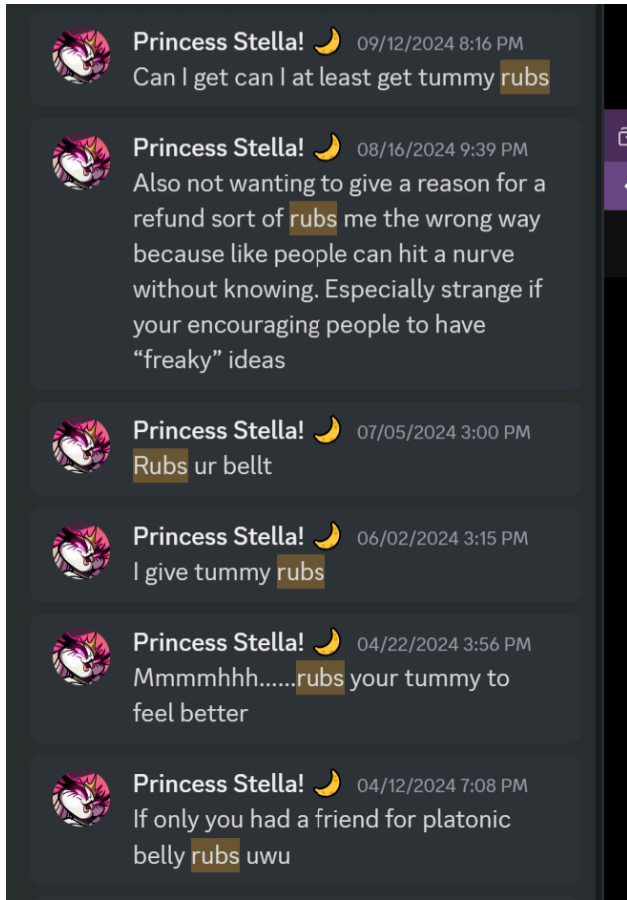 Princess Stella! 🌙 09/12/2024 8:16 PM
Can I get can I at least get tummy rubs
Princess Stella! 🌙 08/16/2024 9:39 PM
Also not wanting to give a reason for a
refund sort of rubs me the wrong way
because like people can hit a nurve
without knowing. Especially strange if
your encouraging people to have
“freaky” ideas
Princess Stella! 🌙 07/05/2024 3:00 PM
Rubs ur bellt
Princess Stella! 🌙 06/02/2024 3:15 PM
I give tummy rubs
Princess Stella! 🌙 04/22/2024 3:56 PM
Mmmmhhh......rubs your tummy to
feel better
Princess Stella! 🌙 04/12/2024 7:08 PM
If only you had a friend for platonic
belly rubs uwu